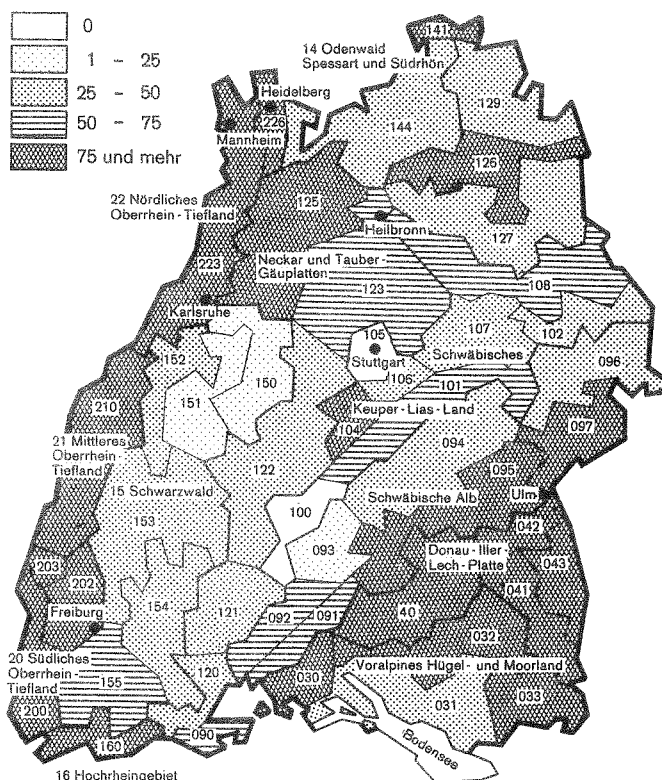 0
1 - 25
25 - 50
50 - 75
75 und mehr
141
14 Odenwald
Spessart und Südrhön
129
Heidelberg
226
144
Mannheim
126
125
22 Nördliches
Oberrhein-Tiefland
Heilbronn
127
Neckar und Tauber-
Gäuplatten
223
108
123
Karlsruhe
107
102
105
152
Stuttgart
Schwäbisches
096
106
150
101
151
210
Keuper-Lias-Land
104
097
094
21 Mittleres
Oberrhein-
Tiefland
122
095
15 Schwarzwald
Schwäbische Alb
Ulm
100
153
042
093
Donau-Iller-
Lech-Platte
043
203
202
041
154
121
Freiburg
092
091
40
032
20 Südliches
Oberrhein-
Tiefland
120
030
Voralpines Hügel- und Moorland
155
033
200
031
090
Bodensee
160
16 Hochrheingebiet